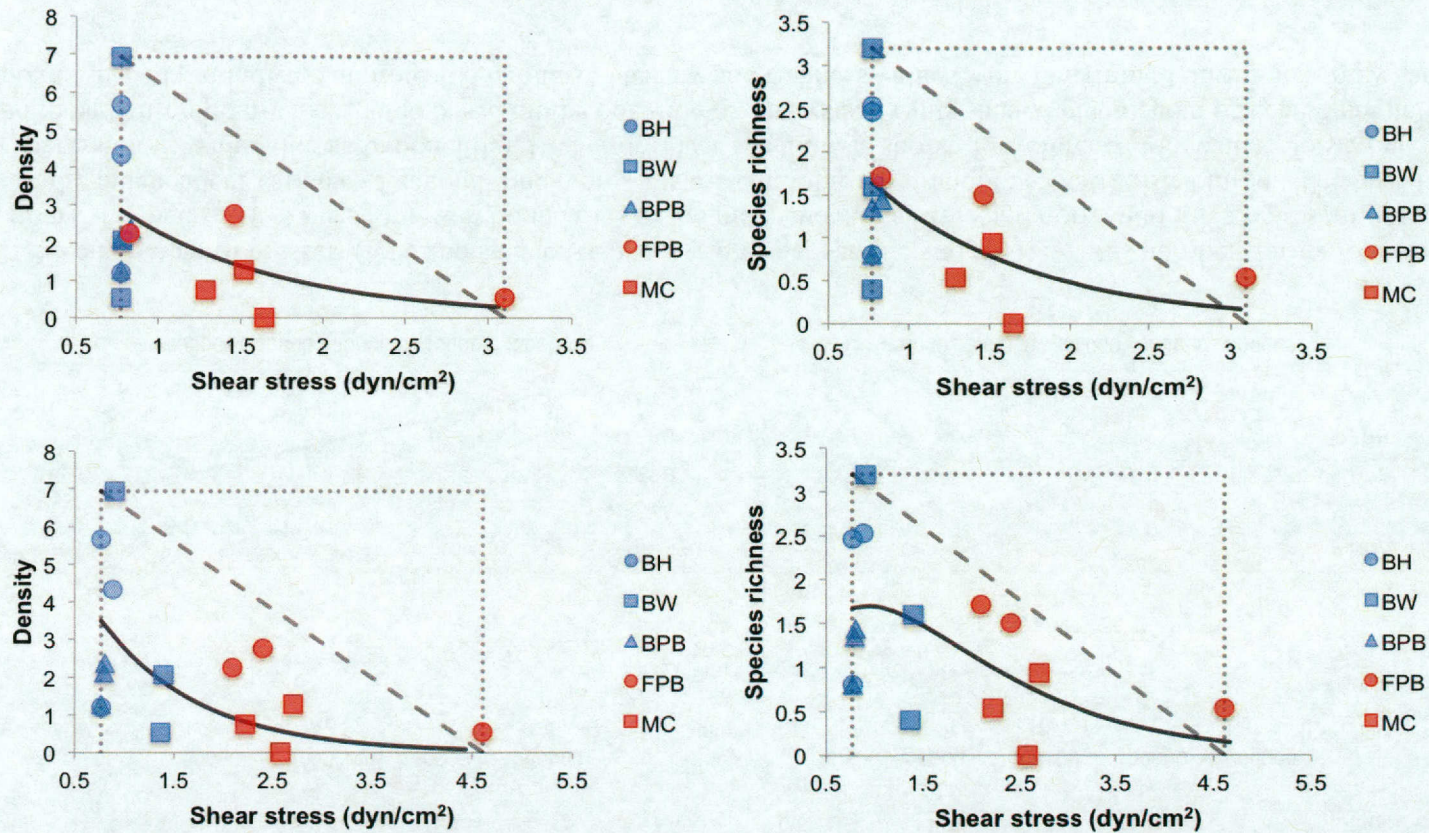 8
7
6
5
4
3
2
1
0
Density
0.5 1 1.5 2 2.5 3 3.5
Shear stress (dyn/cm²)
BH
BW
BPB
FPB
MC
3.5
3
2.5
2
1.5
1
0.5
0
Species richness
0.5 1 1.5 2 2.5 3 3.5
Shear stress (dyn/cm²)
BH
BW
BPB
FPB
MC
8
7
6
5
4
3
2
1
0
Density
0.5 1.5 2.5 3.5 4.5 5.5
Shear stress (dyn/cm²)
BH
BW
BPB
FPB
MC
3.5
3
2.5
2
1.5
1
0.5
0
Species richness
0.5 1.5 2.5 3.5 4.5 5.5
Shear stress (dyn/cm²)
BH
BW
BPB
FPB
MC